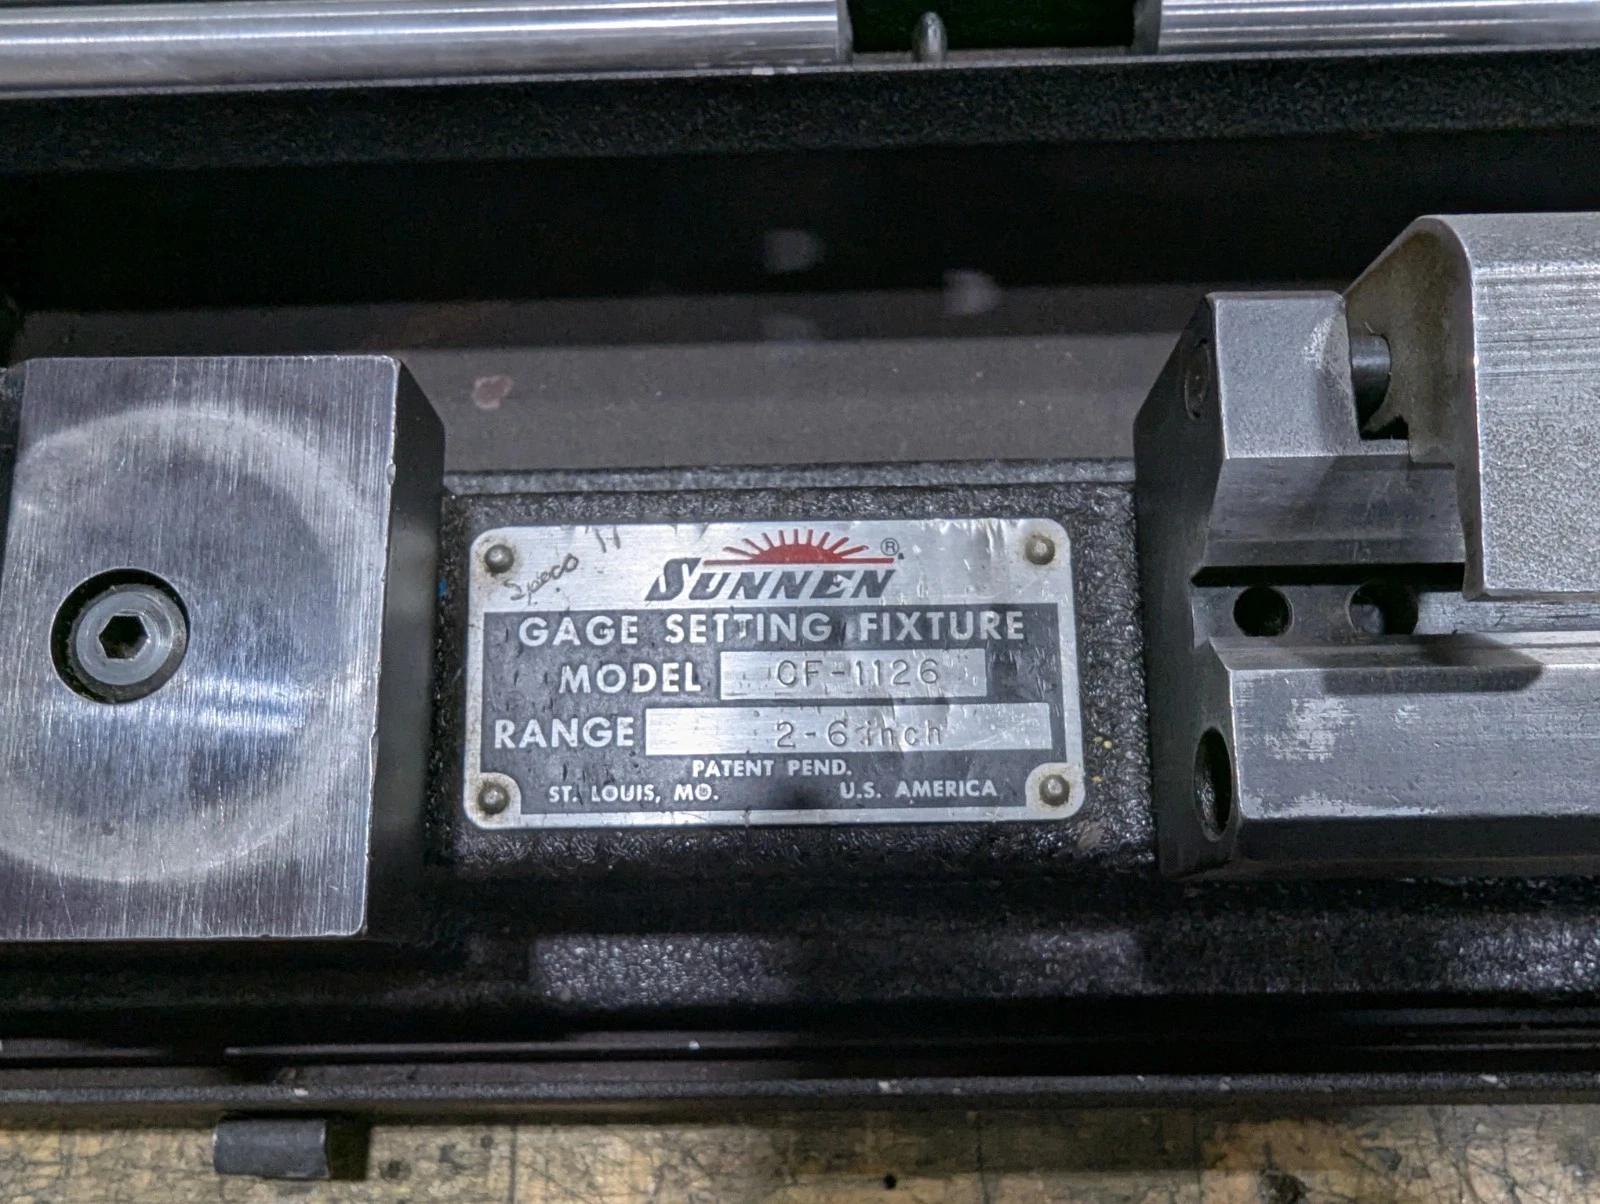 Speco 11
SUNNEN®
GAGE SETTING FIXTURE
MODEL CF-1126
RANGE 2-6 inch
PATENT PEND.
ST. LOUIS, MO. U.S. AMERICA